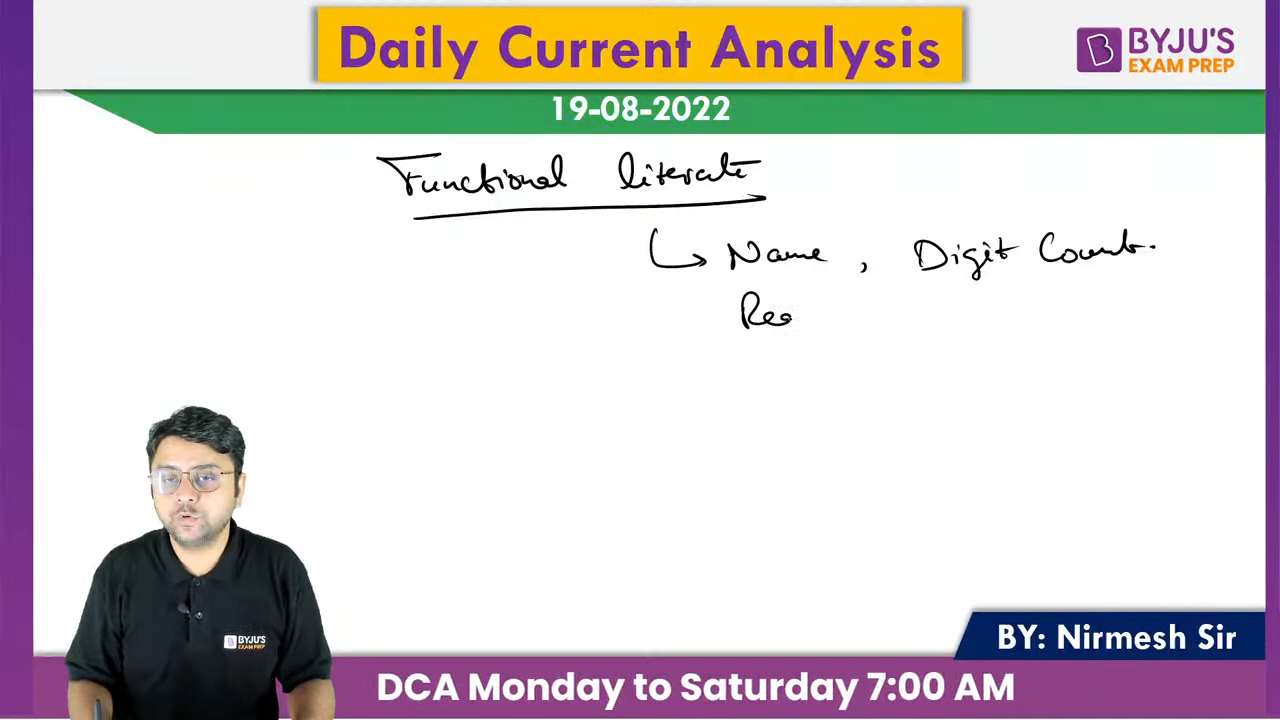 Daily Current Analysis
BYJU'S
EXAM PREP
19-08-2022
Functional literate
Name, Digit Count.
Rea
BYJU'S
EXAM PREP
BY: Nirmesh Sir
DCA Monday to Saturday 7:00 AM